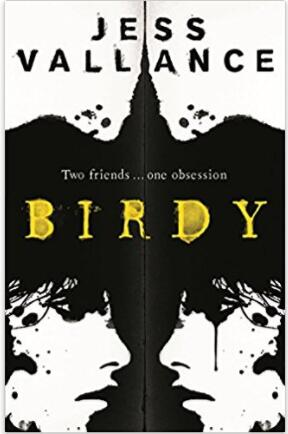 JESS
VALLANCE
Two friends ... one obsession
BIRDY